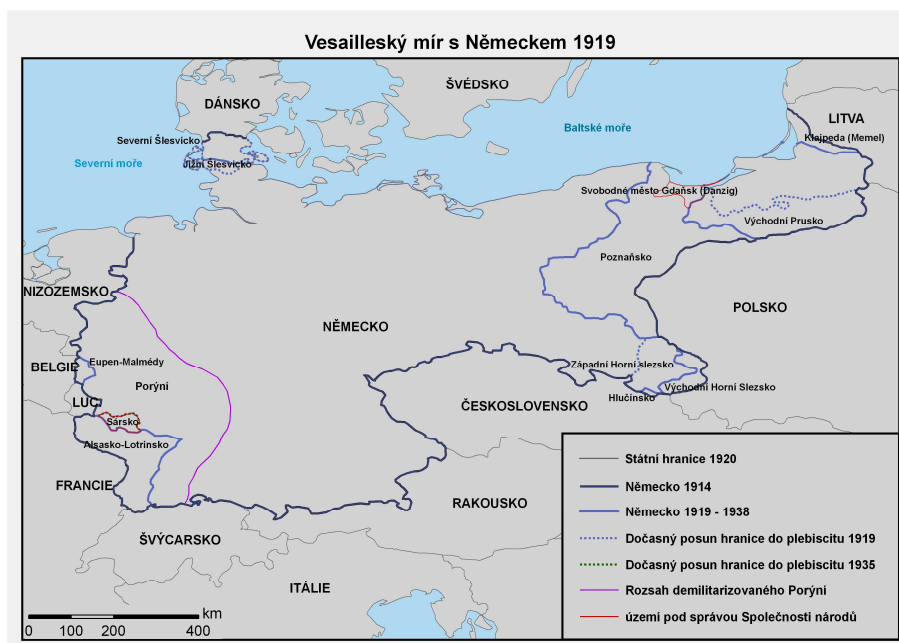 Vesailleský mír s Německem 1919
ŠVÉDSKO
DÁNSKO
LITVA
Baltské moře
Klajpeda (Memel)
Severní Šlesvicko
Severní moře
Jižní Šlesvicko
Svobodné město Gdaňsk (Danzig)
Východní Prusko
Poznaňsko
NIZOZEMSKO
POLSKO
NĚMECKO
BELGIE
Eupen-Malmédy
Západní Horní slezsko
Porýní
Východní Horní Slezsko
Hlučínsko
LUC
ČESKOSLOVENSKO
Sársko
Alsasko-Lotrinsko
FRANCIE
RAKOUSKO
ŠVÝCARSKO
ITÁLIE
Státní hranice 1920
Německo 1914
Německo 1919 - 1938
Dočasný posun hranice do plebiscitu 1919
Dočasný posun hranice do plebiscitu 1935
Rozsah demilitarizovaného Porýní
území pod správou Společnosti národů
km
0 100 200 400